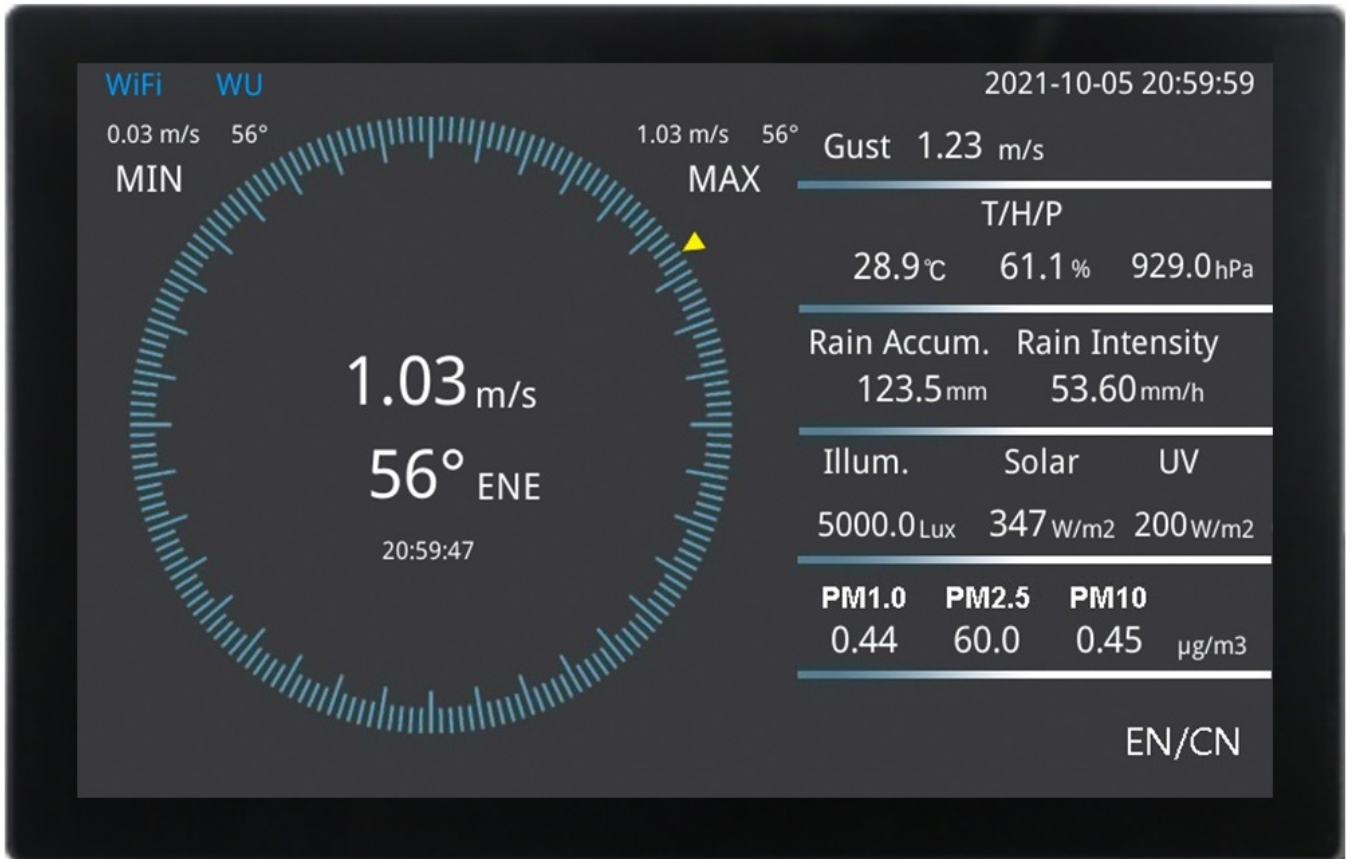 WiFi WU 2021-10-05 20:59:59
0.03 m/s 56°
MIN
1.03 m/s 56°
MAX
1.03 m/s
56° ENE
20:59:47
Gust 1.23 m/s
T/H/P
28.9℃ 61.1% 929.0hPa
Rain Accum. Rain Intensity
123.5mm 53.60mm/h
Illum. Solar UV
5000.0Lux 347W/m2 200W/m2
PM1.0 PM2.5 PM10
0.44 60.0 0.45 µg/m3
EN/CN